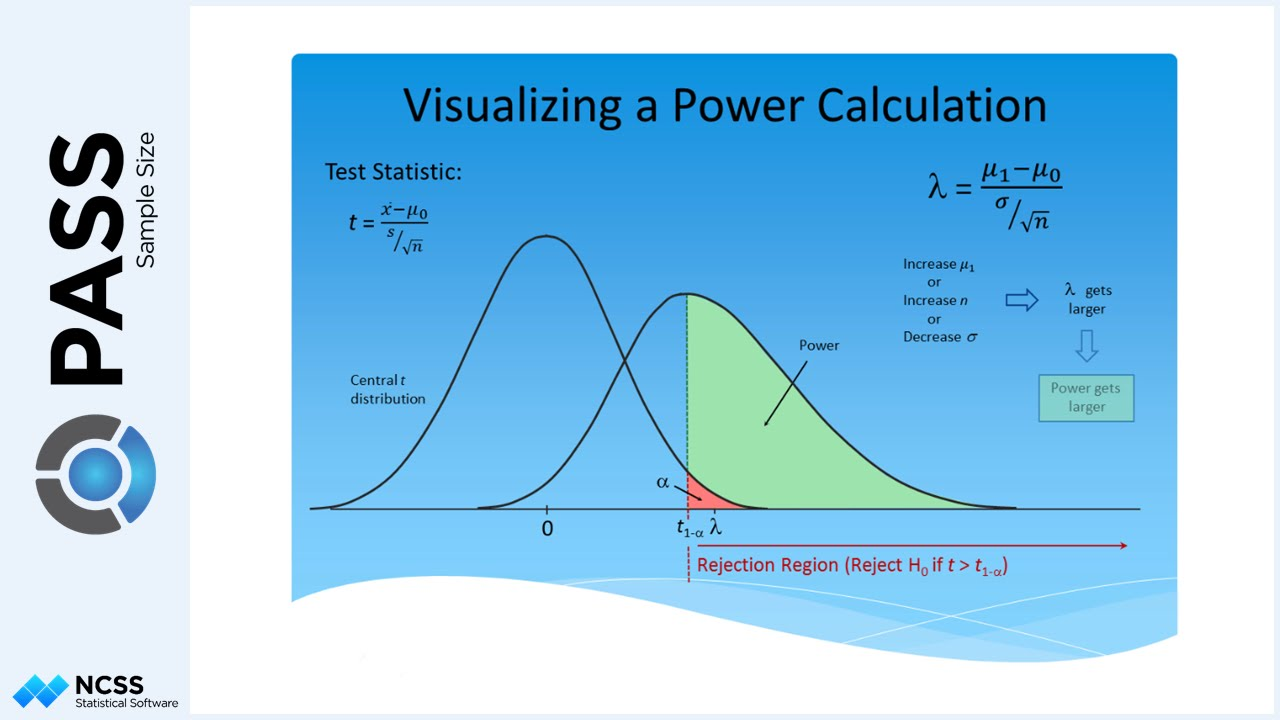 PASS
Sample Size
NCSS
Statistical Software
Visualizing a Power Calculation
Test Statistic:
t = (ẋ−μ₀)/(s/√n)
λ = (μ₁−μ₀)/(σ/√n)
Increase μ₁
or
Increase n
or
Decrease σ
λ gets
larger
Power gets
larger
Power
Central t
distribution
α
0
t₁₋α λ
Rejection Region (Reject H₀ if t > t₁₋α)